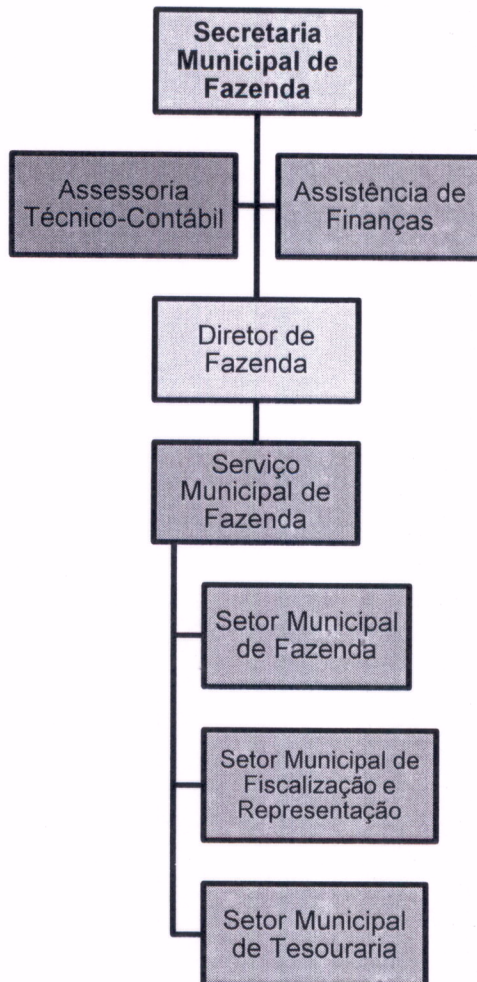 Secretaria
Municipal de
Fazenda
Assessoria
Técnico-Contábil
Assistência de
Finanças
Diretor de
Fazenda
Serviço
Municipal de
Fazenda
Setor Municipal
de Fazenda
Setor Municipal de
Fiscalização e
Representação
Setor Municipal
de Tesouraria